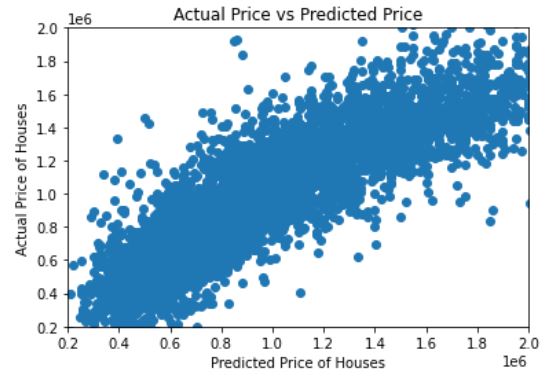 Actual Price vs Predicted Price
1e6
2.0
1.8
1.6
1.4
1.2
1.0
0.8
0.6
0.4
0.2
Actual Price of Houses
0.2 0.4 0.6 0.8 1.0 1.2 1.4 1.6 1.8 2.0
Predicted Price of Houses
1e6